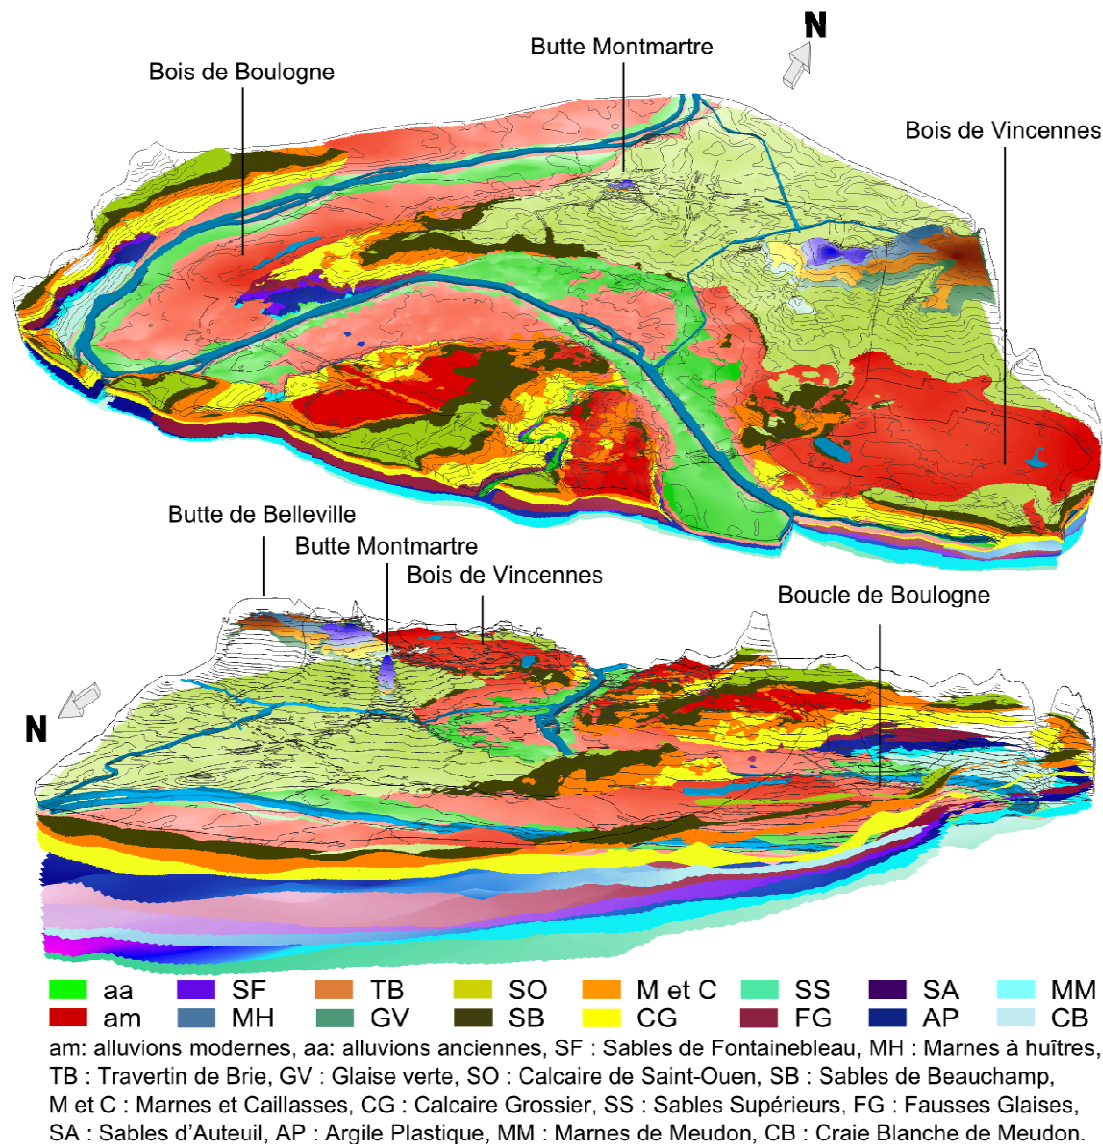 N
Butte Montmartre
Bois de Boulogne
Bois de Vincennes
Butte de Belleville
Butte Montmartre
Bois de Vincennes
Boucle de Boulogne
N
aa SF TB SO M et C SS SA MM
am MH GV SB CG FG AP CB
am: alluvions modernes, aa: alluvions anciennes, SF : Sables de Fontainebleau, MH : Marnes à huîtres,
TB : Travertin de Brie, GV : Glaise verte, SO : Calcaire de Saint-Ouen, SB : Sables de Beauchamp,
M et C : Marnes et Caillasses, CG : Calcaire Grossier, SS : Sables Supérieurs, FG : Fausses Glaises,
SA : Sables d'Auteuil, AP : Argile Plastique, MM : Marnes de Meudon, CB : Craie Blanche de Meudon.